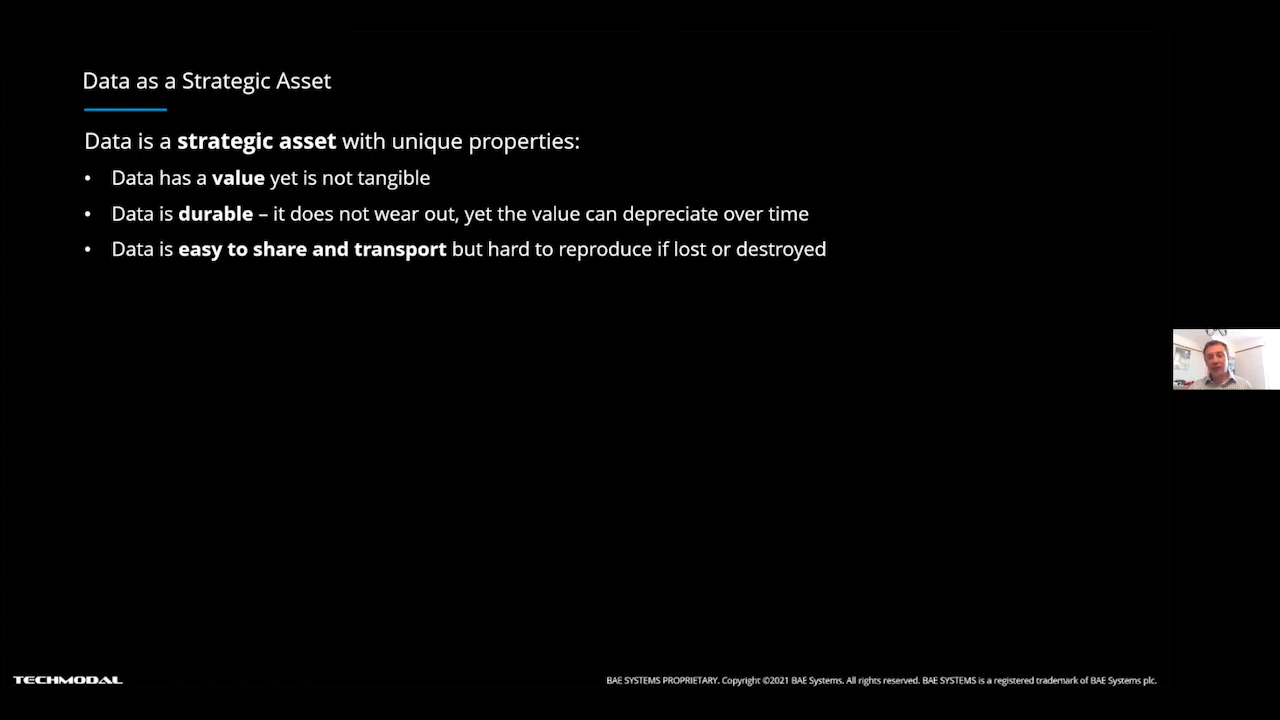 Data as a Strategic Asset
Data is a strategic asset with unique properties:
• Data has a value yet is not tangible
• Data is durable – it does not wear out, yet the value can depreciate over time
• Data is easy to share and transport but hard to reproduce if lost or destroyed
TECHMODAL
BAE SYSTEMS PROPRIETARY. Copyright ©2021 BAE Systems. All rights reserved. BAE SYSTEMS is a registered trademark of BAE Systems plc.